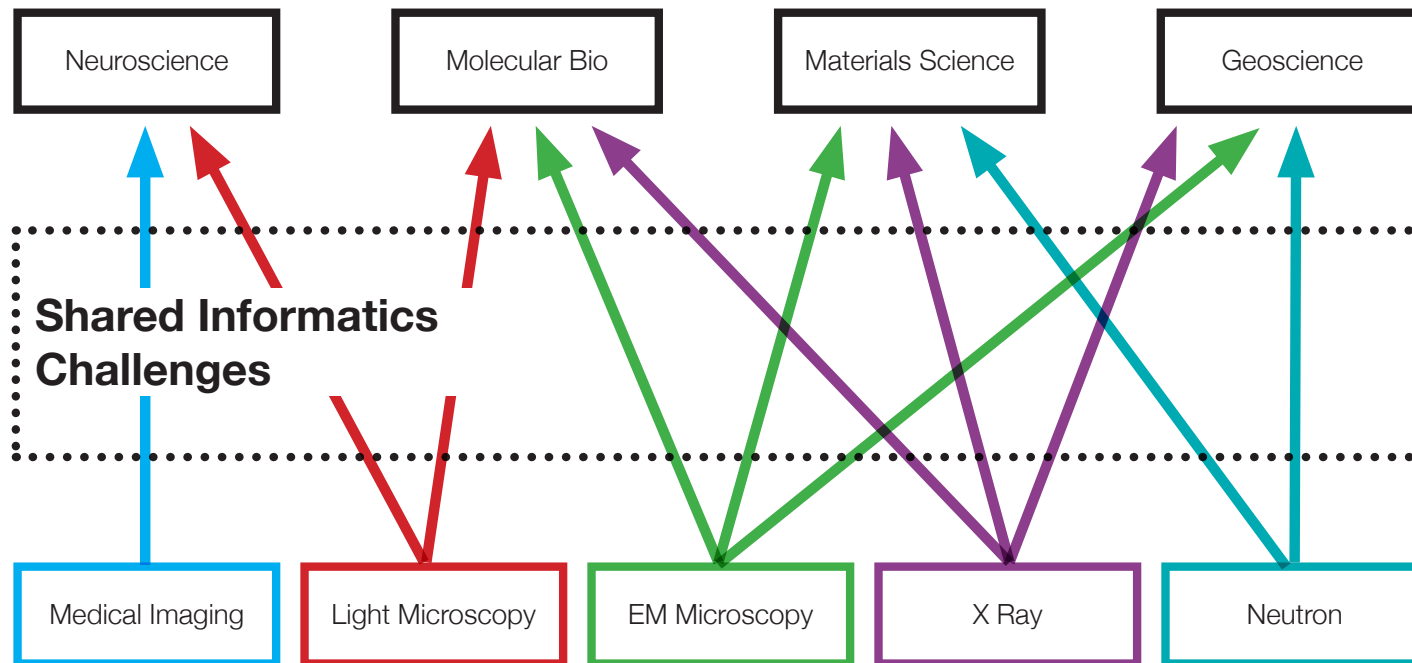 Neuroscience
Molecular Bio
Materials Science
Geoscience
Shared Informatics
Challenges
Medical Imaging
Light Microscopy
EM Microscopy
X Ray
Neutron